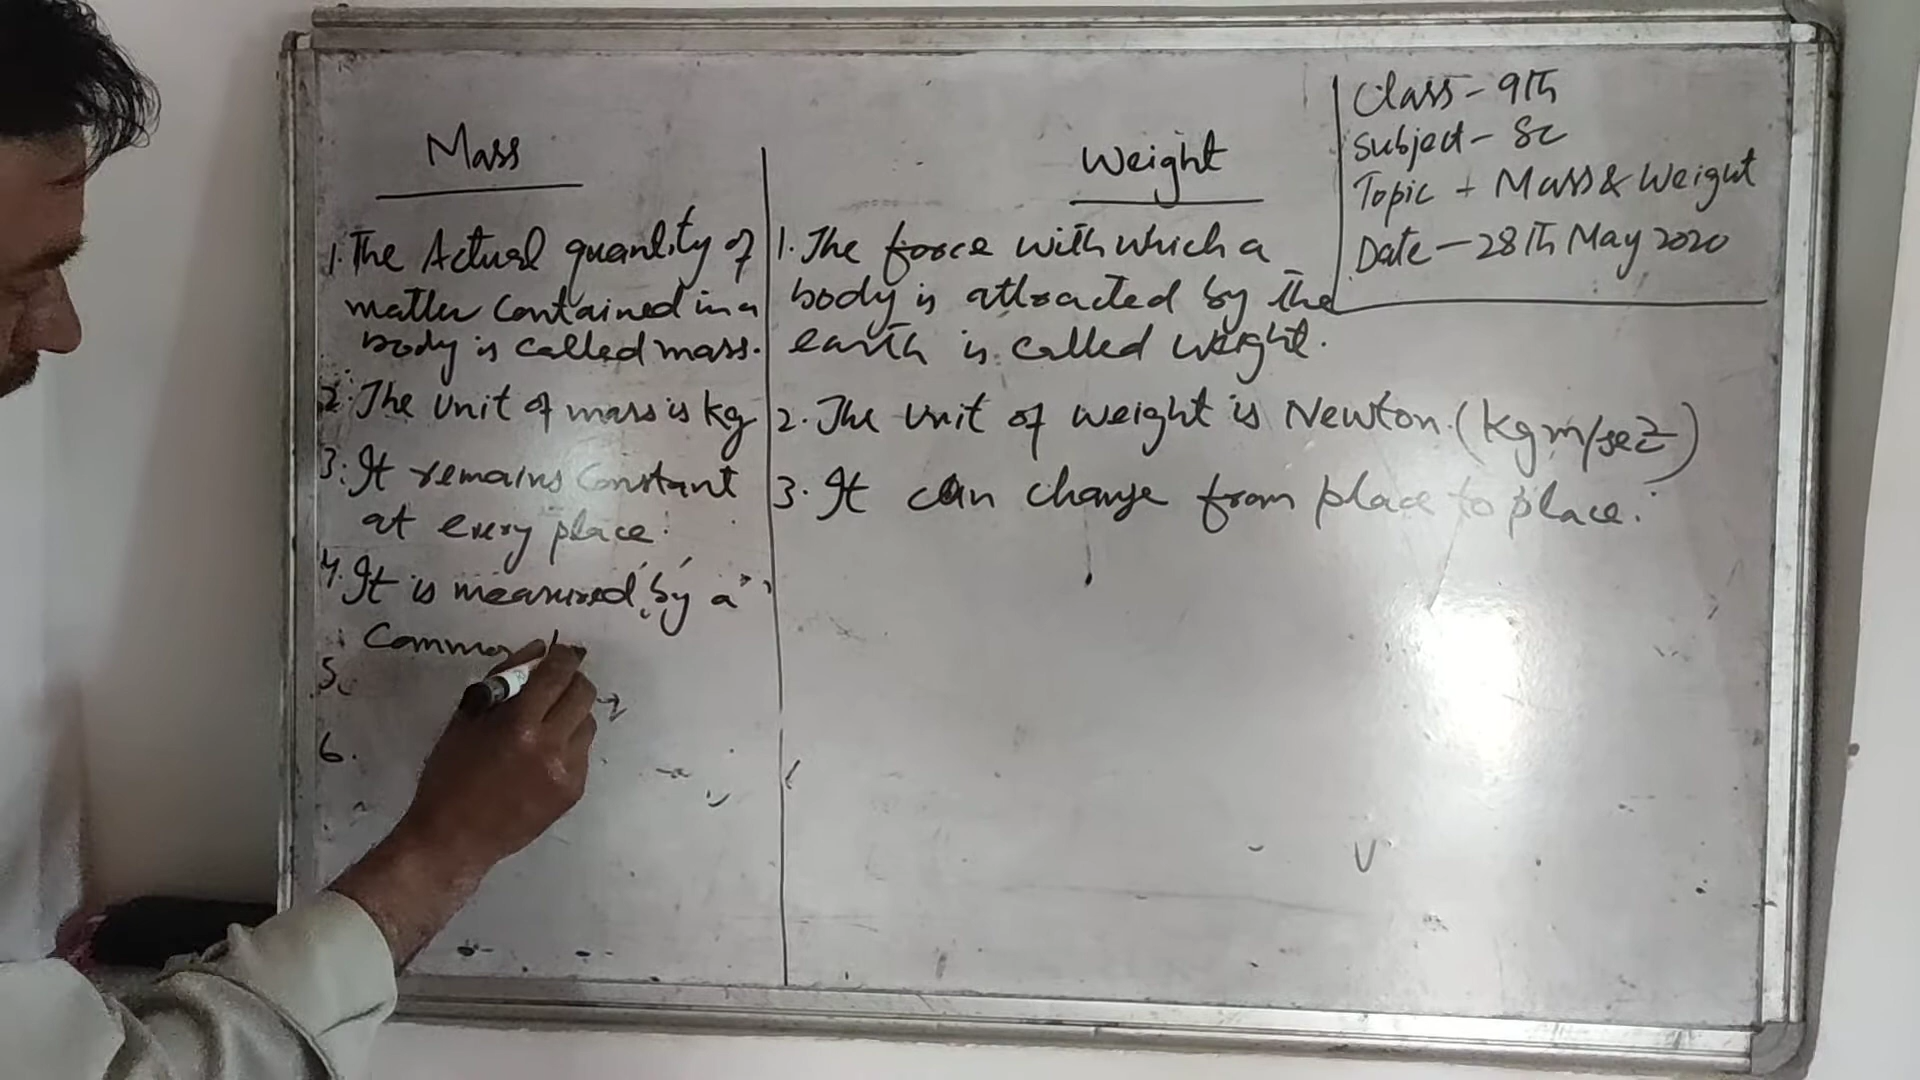 Class - 9Th
Subject - Sc
Topic + Mass & Weight
Date - 28Th May 2020
Mass
1. The Actual quantity of
matter contained in a
body is called mass.
2. The unit of mass is kg
3. It remains constant
at every place.
4. It is measured by a
Common
5.
6.
Weight
1. The force with which a
body is attracted by the
earth is called weight.
2. The unit of weight is Newton. (kg m/sec²)
3. It can change from place to place.